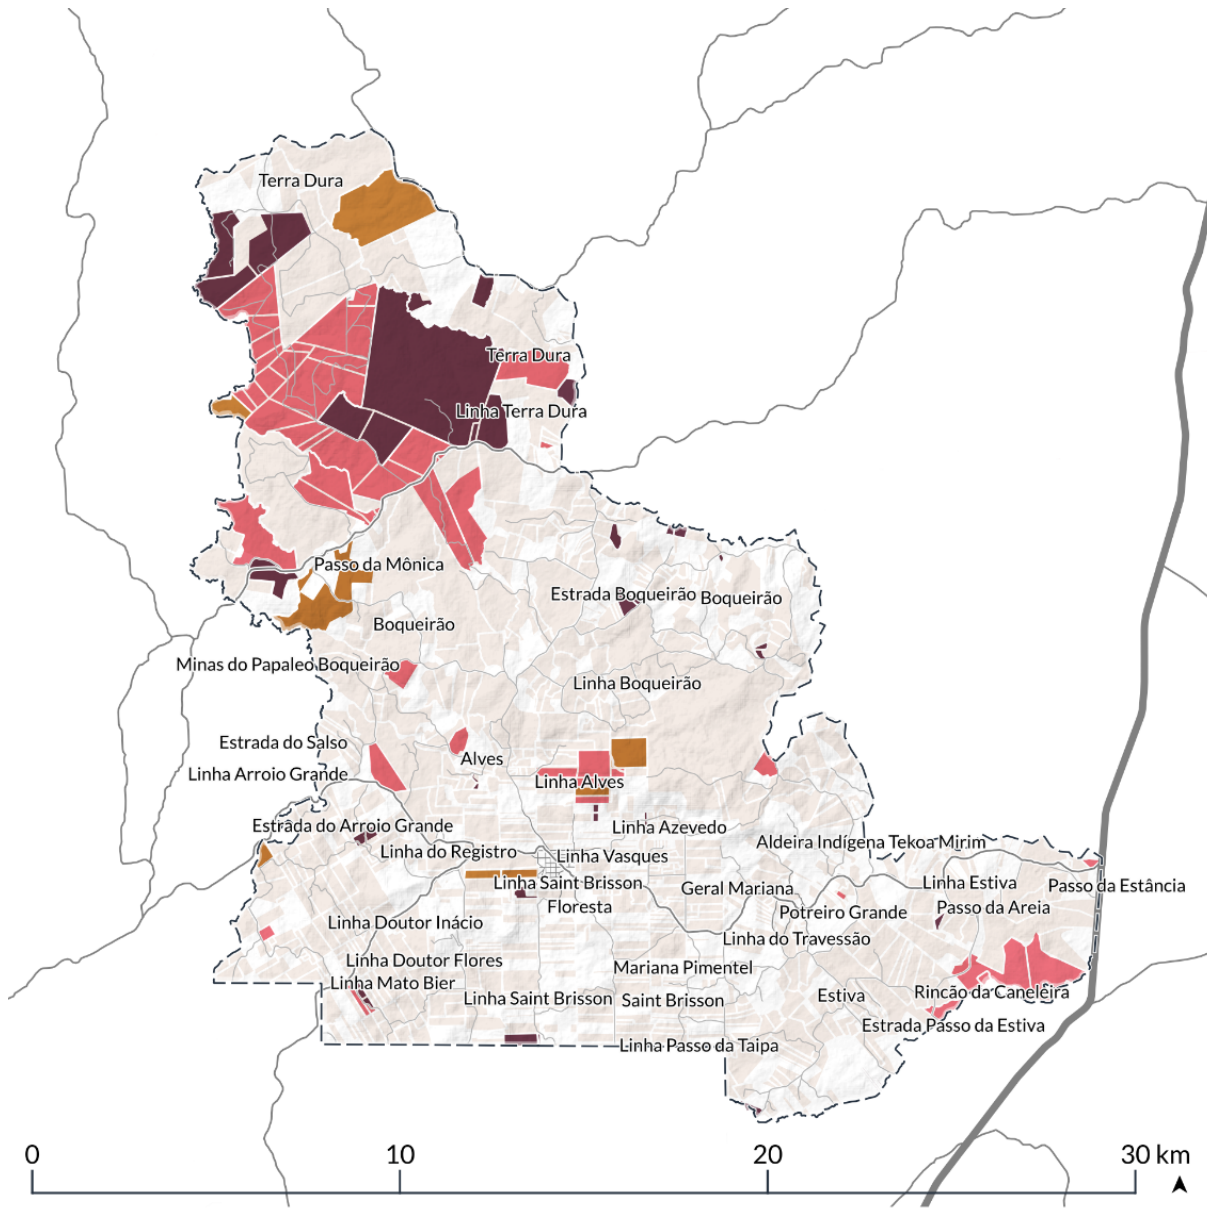 Terra Dura
Terra Dura
Linha Terra Dura
Passo da Mônica
Estrada Boqueirão
Boqueirão
Boqueirão
Minas do Papaleo
Boqueirão
Linha Boqueirão
Estrada do Salso
Alves
Linha Arroio Grande
Linha Alves
Estrada do Arroio Grande
Linha Azevedo
Aldeira Indígena Tekoa Mirim
Linha do Registro
Linha Vasques
Linha Saint Brisson
Geral Mariana
Linha Estiva
Passo da Estância
Floresta
Potreiro Grande
Passo da Areia
Linha Doutor Inácio
Linha do Travessão
Linha Doutor Flores
Mariana Pimentel
Linha Mato Bier
Linha Saint Brisson
Saint Brisson
Estiva
Rincão da Caneleira
Estrada Passo da Estiva
Linha Passo da Taipa
0 10 20 30 km